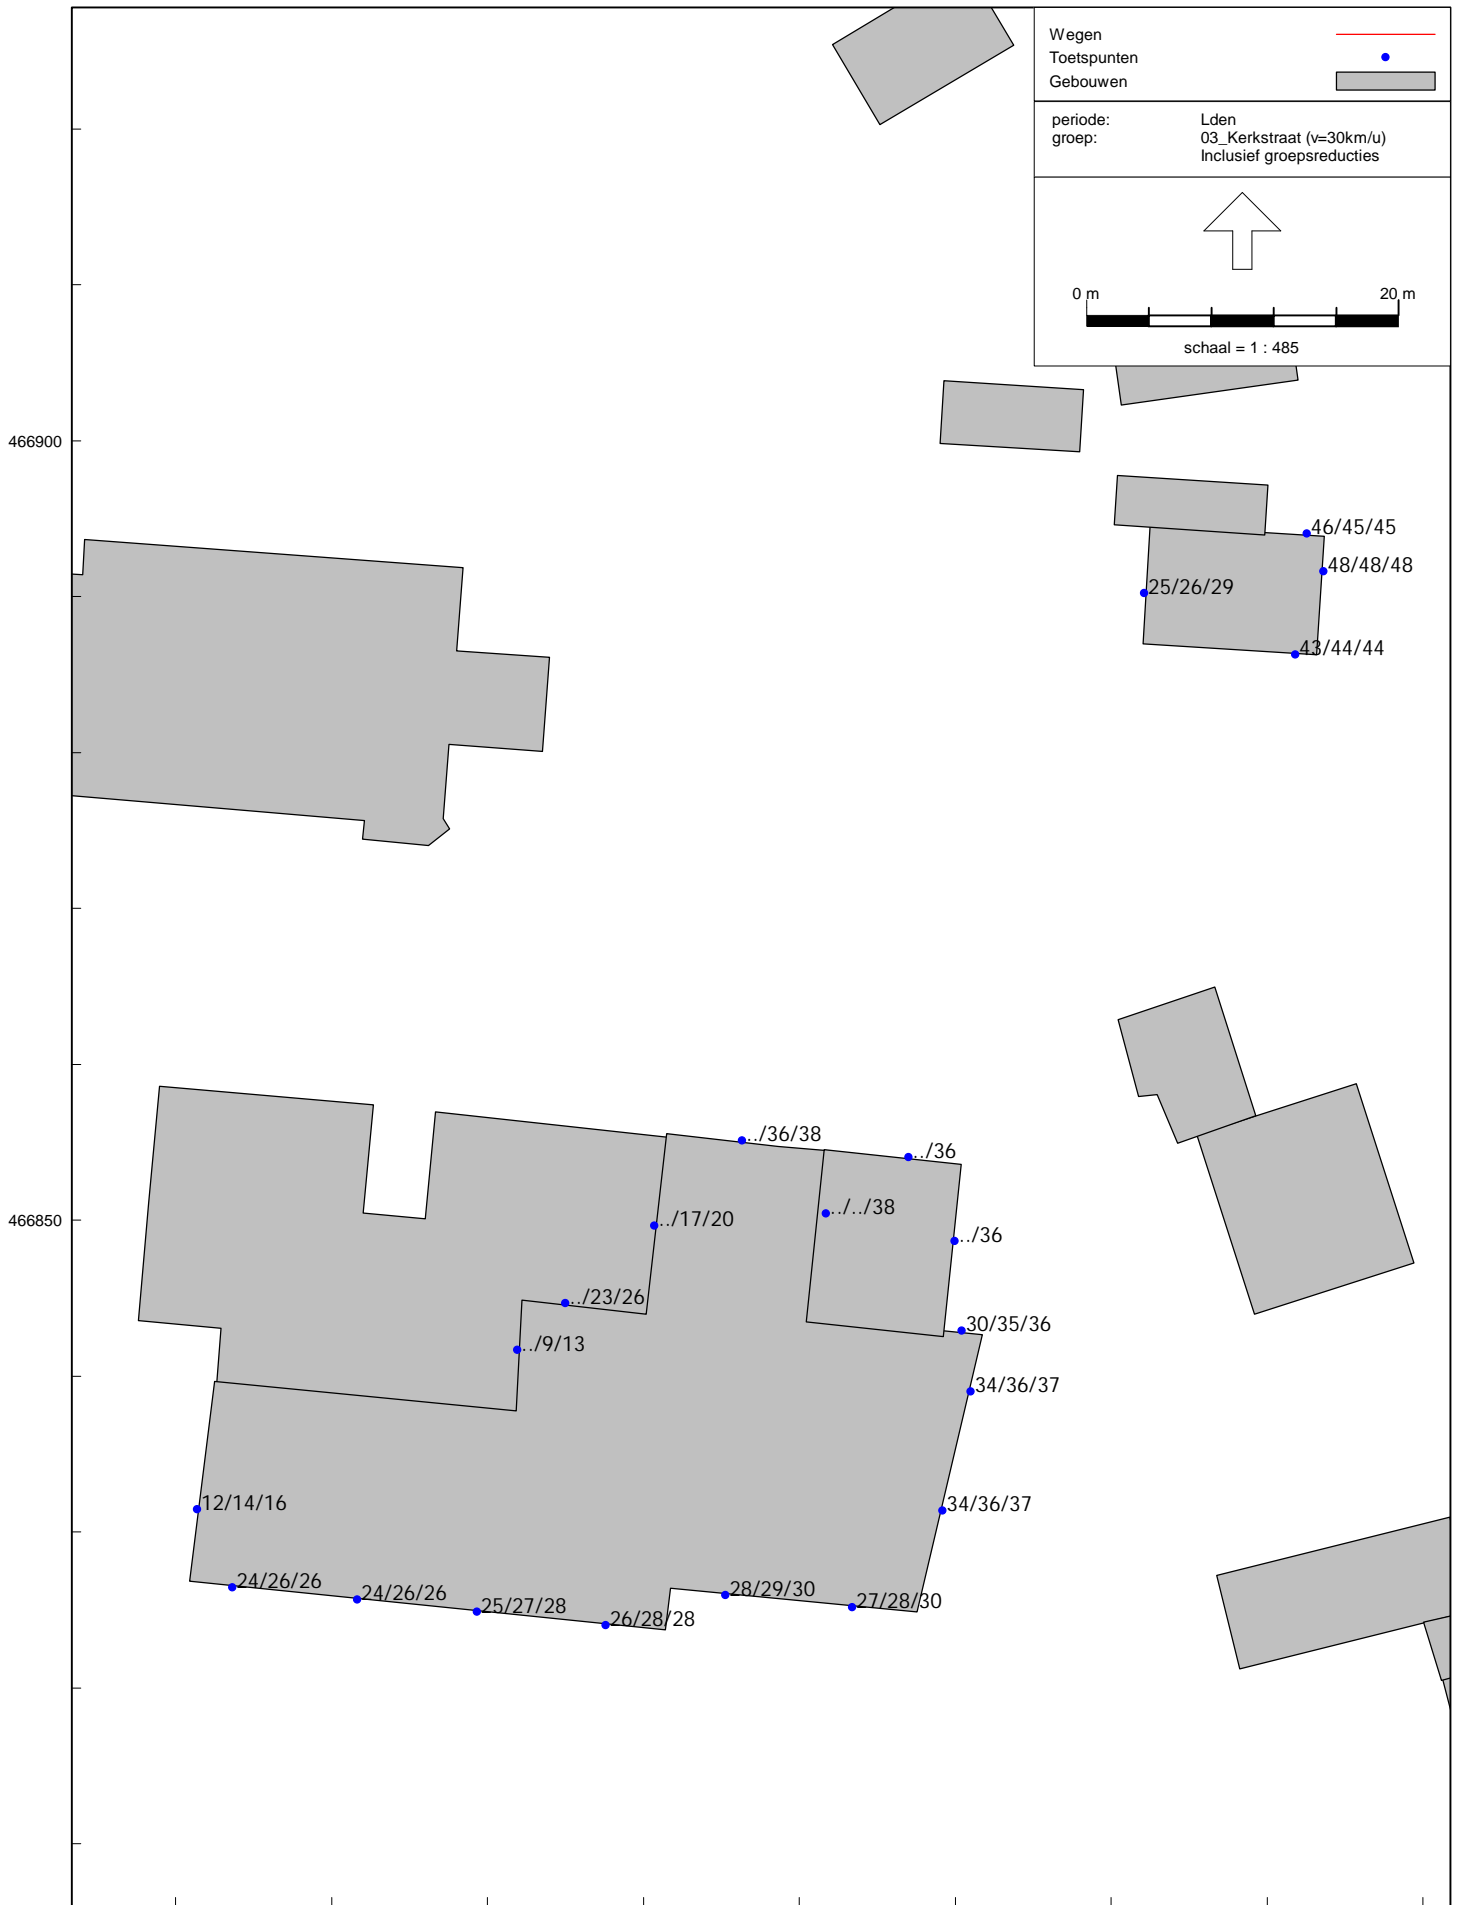 Wegen
Toetspunten
Gebouwen
periode: Lden
groep: 03_Kerkstraat (v=30km/u)
Inclusief groepsreducties
0 m 20 m
schaal = 1 : 485
466900
46/45/45
48/48/48
25/26/29
43/44/44
../36/38
../36
466850
../../38
../17/20
../36
../23/26
30/35/36
../9/13
34/36/37
12/14/16
34/36/37
24/26/26
24/26/26
28/29/30
25/27/28
27/28/30
26/28/28